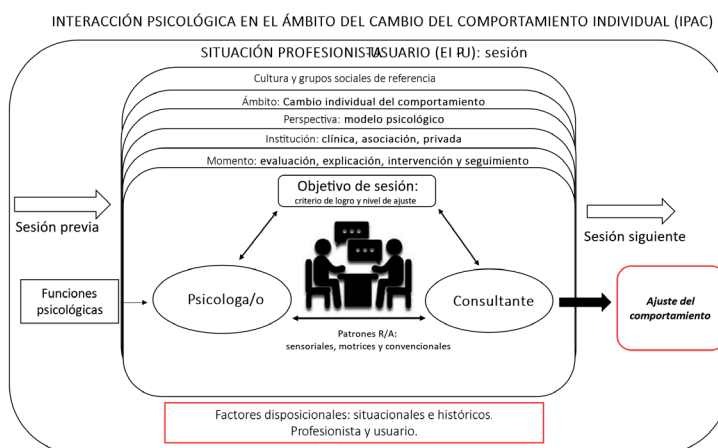 INTERACCIÓN PSICOLÓGICA EN EL ÁMBITO DEL CAMBIO DEL COMPORTAMIENTO INDIVIDUAL (IPAC)
SITUACIÓN PROFESIONISTA-USUARIO (EI P-U): sesión
Cultura y grupos sociales de referencia
Ámbito: Cambio individual del comportamiento
Perspectiva: modelo psicológico
Institución: clínica, asociación, privada
Momento: evaluación, explicación, intervención y seguimiento
Objetivo de sesión:
criterio de logro y nivel de ajuste
Sesión previa
Sesión siguiente
Funciones
psicológicas
Psicologa/o
Consultante
Ajuste del
comportamiento
Patrones R/A:
sensoriales, motrices y convencionales
Factores disposicionales: situacionales e históricos.
Profesionista y usuario.